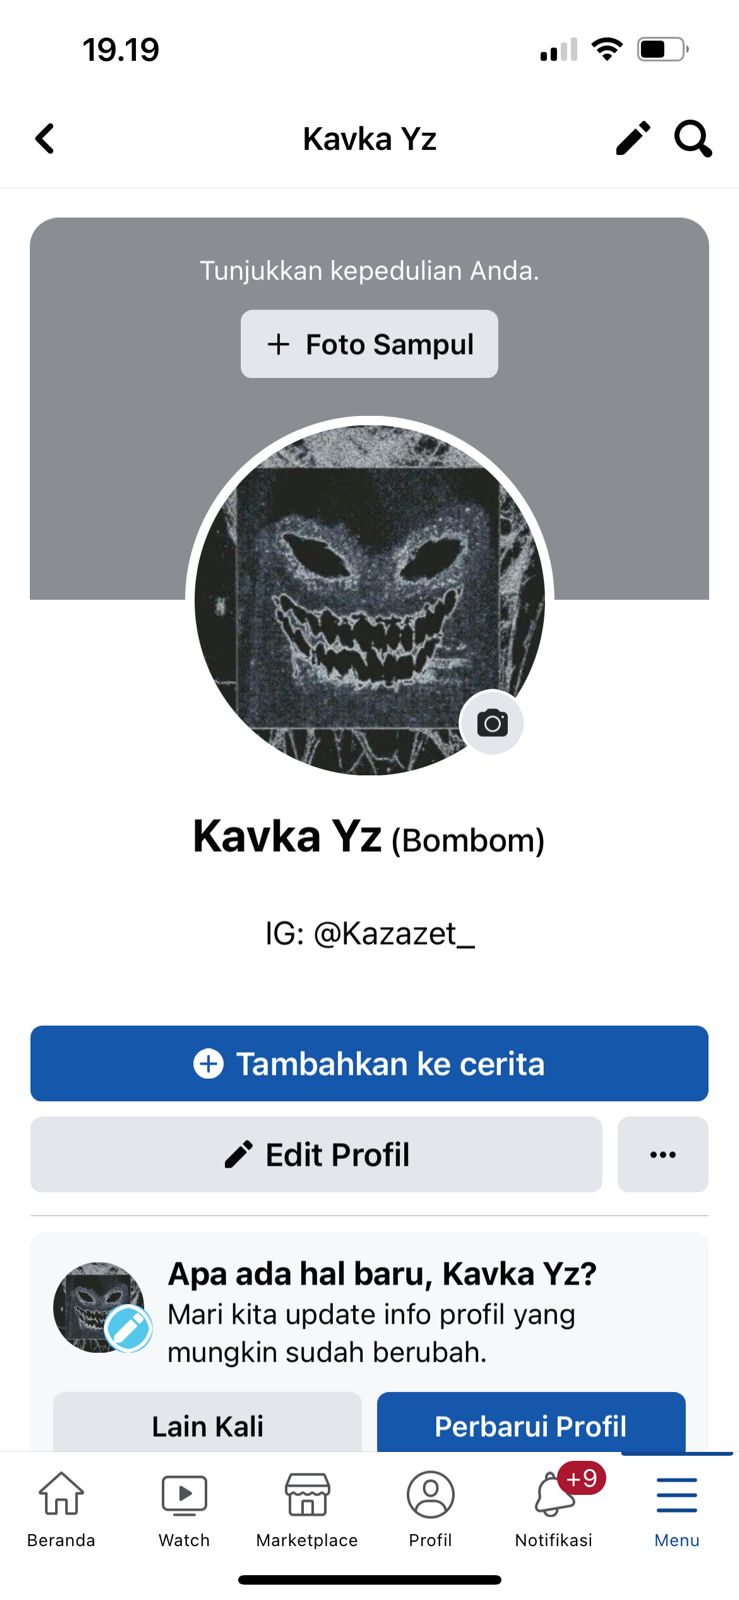 19.19
Kavka Yz
Tunjukkan kepedulian Anda.
+ Foto Sampul
Kavka Yz (Bombom)
IG: @Kazazet_
Tambahkan ke cerita
Edit Profil
Apa ada hal baru, Kavka Yz?
Mari kita update info profil yang
mungkin sudah berubah.
Lain Kali Perbarui Profil
+9
Beranda Watch Marketplace Profil Notifikasi Menu